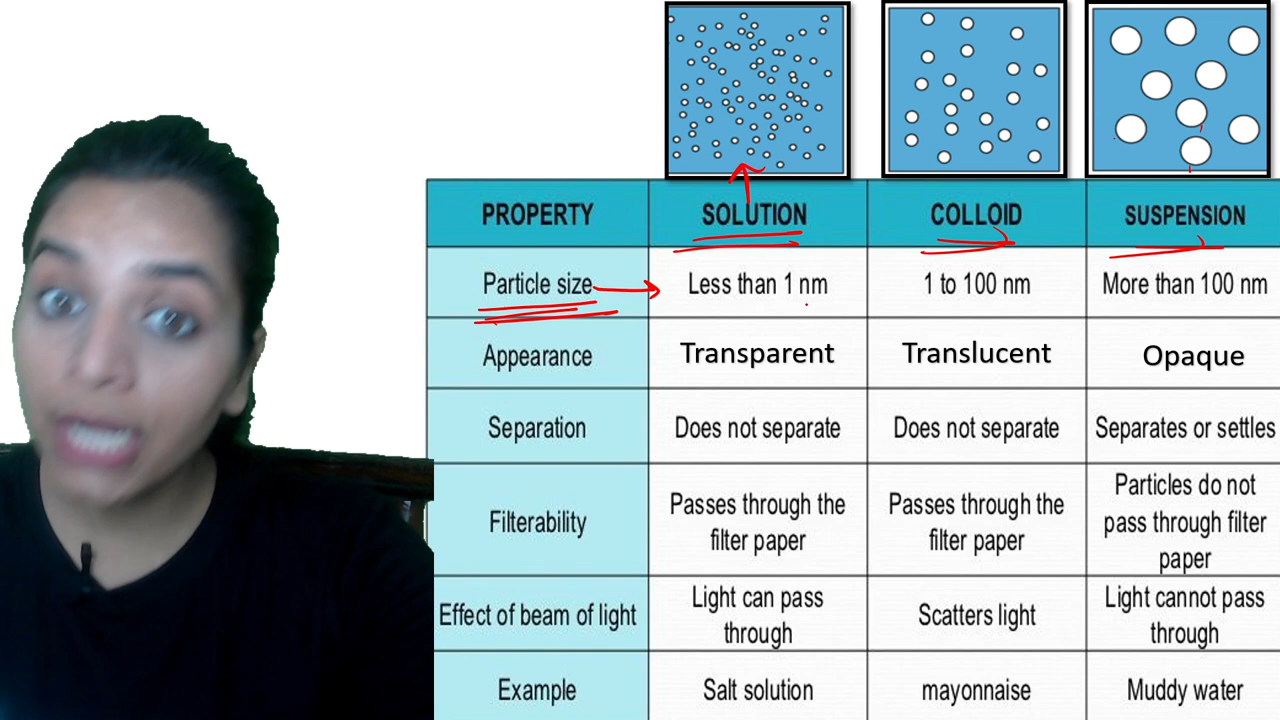 PROPERTY SOLUTION COLLOID SUSPENSION
Particle size Less than 1 nm 1 to 100 nm More than 100 nm
Appearance Transparent Translucent Opaque
Separation Does not separate Does not separate Separates or settles
Filterability Passes through the filter paper Passes through the filter paper Particles do not pass through filter paper
Effect of beam of light Light can pass through Scatters light Light cannot pass through
Example Salt solution mayonnaise Muddy water